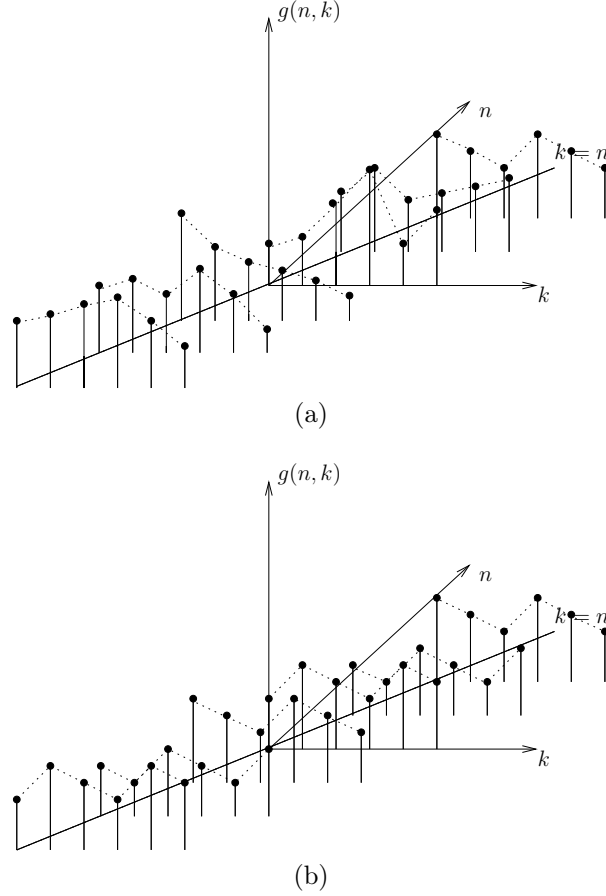 g(n, k)
n
k = n
k
(a)
g(n, k)
n
k = n
k
(b)